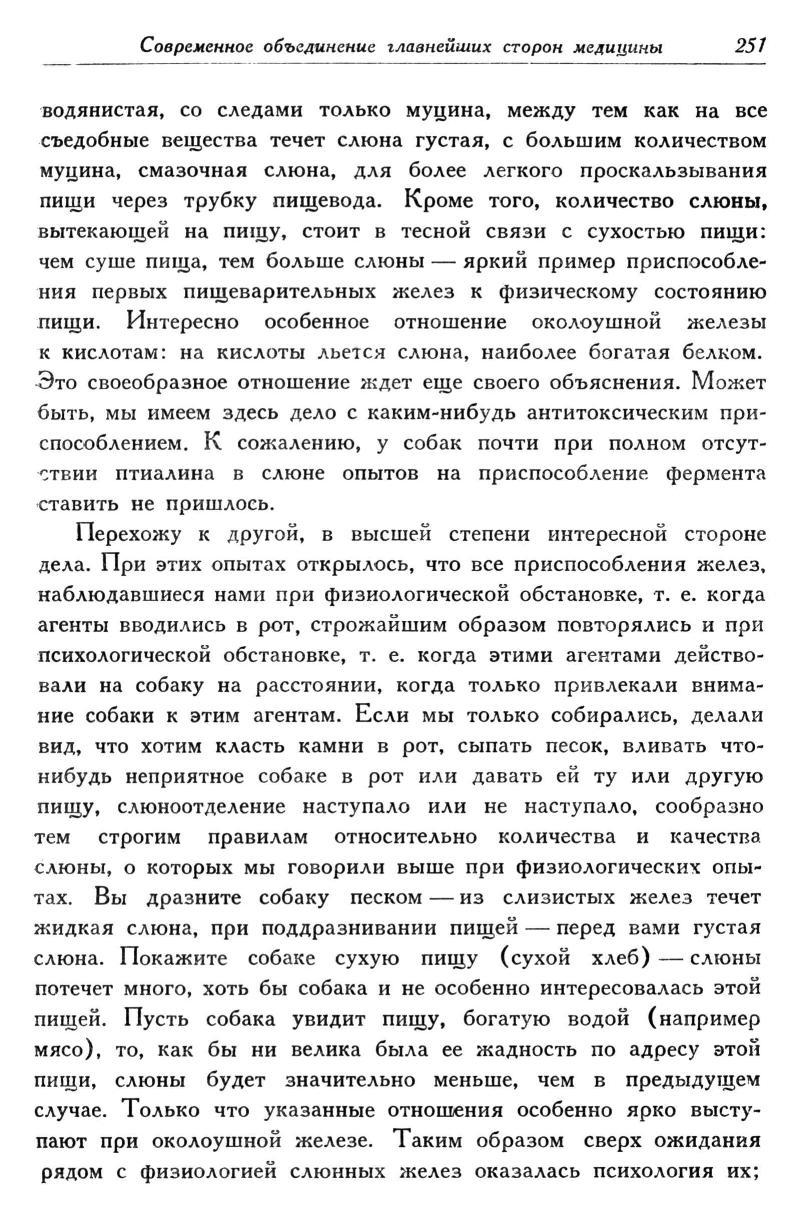 Современное объединение главнейших сторон медицины 251
водянистая, со следами только муцина, между тем как на все
съедобные вещества течет слюна густая, с большим количеством
муцина, смазочная слюна, для более легкого проскальзывания
пищи через трубку пищевода. Кроме того, количество слюны,
вытекающей на пищу, стоит в тесной связи с сухостью пищи:
чем суше пища, тем больше слюны — яркий пример приспособле-
ния первых пищеварительных желез к физическому состоянию
пищи. Интересно особенное отношение околоушной железы
к кислотам: на кислоты льется слюна, наиболее богатая белком.
Это своеобразное отношение ждет еще своего объяснения. Может
быть, мы имеем здесь дело с каким-нибудь антитоксическим при-
способлением. К сожалению, у собак почти при полном отсут-
ствии птиалина в слюне опытов на приспособление фермента
ставить не пришлось.
Перехожу к другой, в высшей степени интересной стороне
дела. При этих опытах открылось, что все приспособления желез,
наблюдавшиеся нами при физиологической обстановке, т. е. когда
агенты вводились в рот, строжайшим образом повторялись и при
психологической обстановке, т. е. когда этими агентами действо-
вали на собаку на расстоянии, когда только привлекали внима-
ние собаки к этим агентам. Если мы только собирались, делали
вид, что хотим класть камни в рот, сыпать песок, вливать что-
нибудь неприятное собаке в рот или давать ей ту или другую
пищу, слюноотделение наступало или не наступало, сообразно
тем строгим правилам относительно количества и качества
слюны, о которых мы говорили выше при физиологических опы-
тах. Вы дразните собаку песком — из слизистых желез течет
жидкая слюна, при поддразнивании пищей — перед вами густая
слюна. Покажите собаке сухую пищу (сухой хлеб) — слюны
потечет много, хоть бы собака и не особенно интересовалась этой
пищей. Пусть собака увидит пищу, богатую водой (например
мясо), то, как бы ни велика была ее жадность по адресу этой
пищи, слюны будет значительно меньше, чем в предыдущем
случае. Только что указанные отношения особенно ярко высту-
пают при околоушной железе. Таким образом сверх ожидания
рядом с физиологией слюнных желез оказалась психология их;